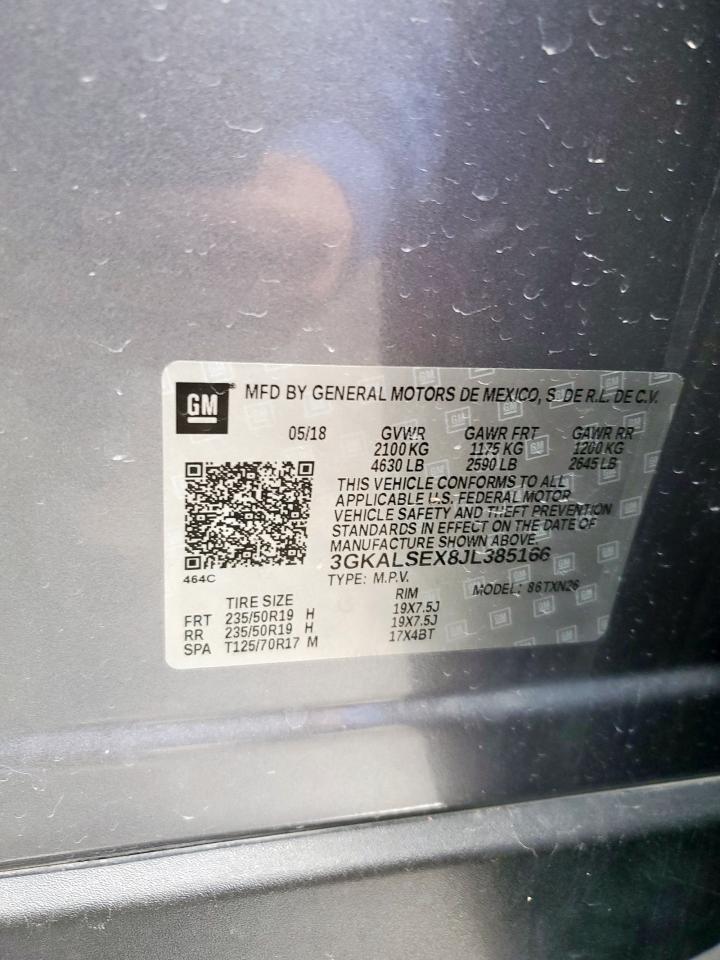 GM MFD BY GENERAL MOTORS DE MEXICO, S. DE R.L. DE C.V.
05/18 GVWR GAWR FRT GAWR RR
2100 KG 1175 KG 1200 KG
4630 LB 2590 LB 2645 LB
THIS VEHICLE CONFORMS TO ALL
APPLICABLE U.S. FEDERAL MOTOR
VEHICLE SAFETY AND THEFT PREVENTION
STANDARDS IN EFFECT ON THE DATE OF
MANUFACTURE SHOWN ABOVE.
3GKALSEX8JL385166
464C TYPE: M.P.V. MODEL: 86TXN26
TIRE SIZE RIM
FRT 235/50R19 H 19X7.5J
RR 235/50R19 H 19X7.5J
SPA T125/70R17 M 17X4BT